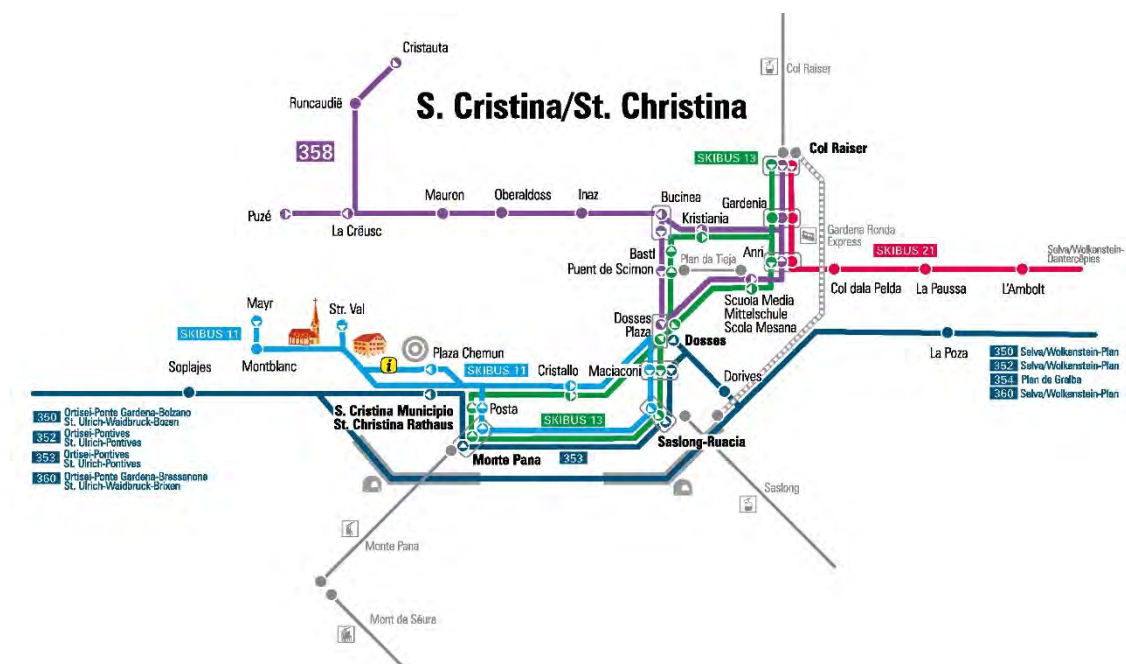 Cristauta
Col Raiser
Runcaudië
S. Cristina/St. Christina
358
SKIBUS 13
Col Raiser
Mauron
Oberaldoss
Inaz
Bucinea
Gardenia
Puzé
La Crëusc
Kristiania
Gardena Ronda
Express
SKIBUS 21
Selva/Wolkenstein-
Dantercëpies
Bastl
Plan da Tieja
Anri
Puent de Scimon
Col dala Pelda
La Paussa
L'Ambolt
Mayr
Str. Val
Scuola Media
Mittelschule
Scola Mesana
SKIBUS 11
Dosses
Plaza
Dosses
Montblanc
Plaza Chemun
i
La Poza
350 Selva/Wolkenstein-Plan
352 Selva/Wolkenstein-Plan
354 Plan de Gralba
360 Selva/Wolkenstein-Plan
Soplajes
SKIBUS 11
Cristallo
Maciaconi
Dorives
350 Ortisei-Ponte Gardena-Bolzano
St. Ulrich-Waidbruck-Bozen
352 Ortisei-Pontives
St. Ulrich-Pontives
353 Ortisei-Pontives
St. Ulrich-Pontives
360 Ortisei-Ponte Gardena-Bressanone
St. Ulrich-Waidbruck-Brixen
S. Cristina Municipio
St. Christina Rathaus
Posta
SKIBUS 13
Saslong-Ruacia
Monte Pana
353
Saslong
Monte Pana
Mont de Sëura